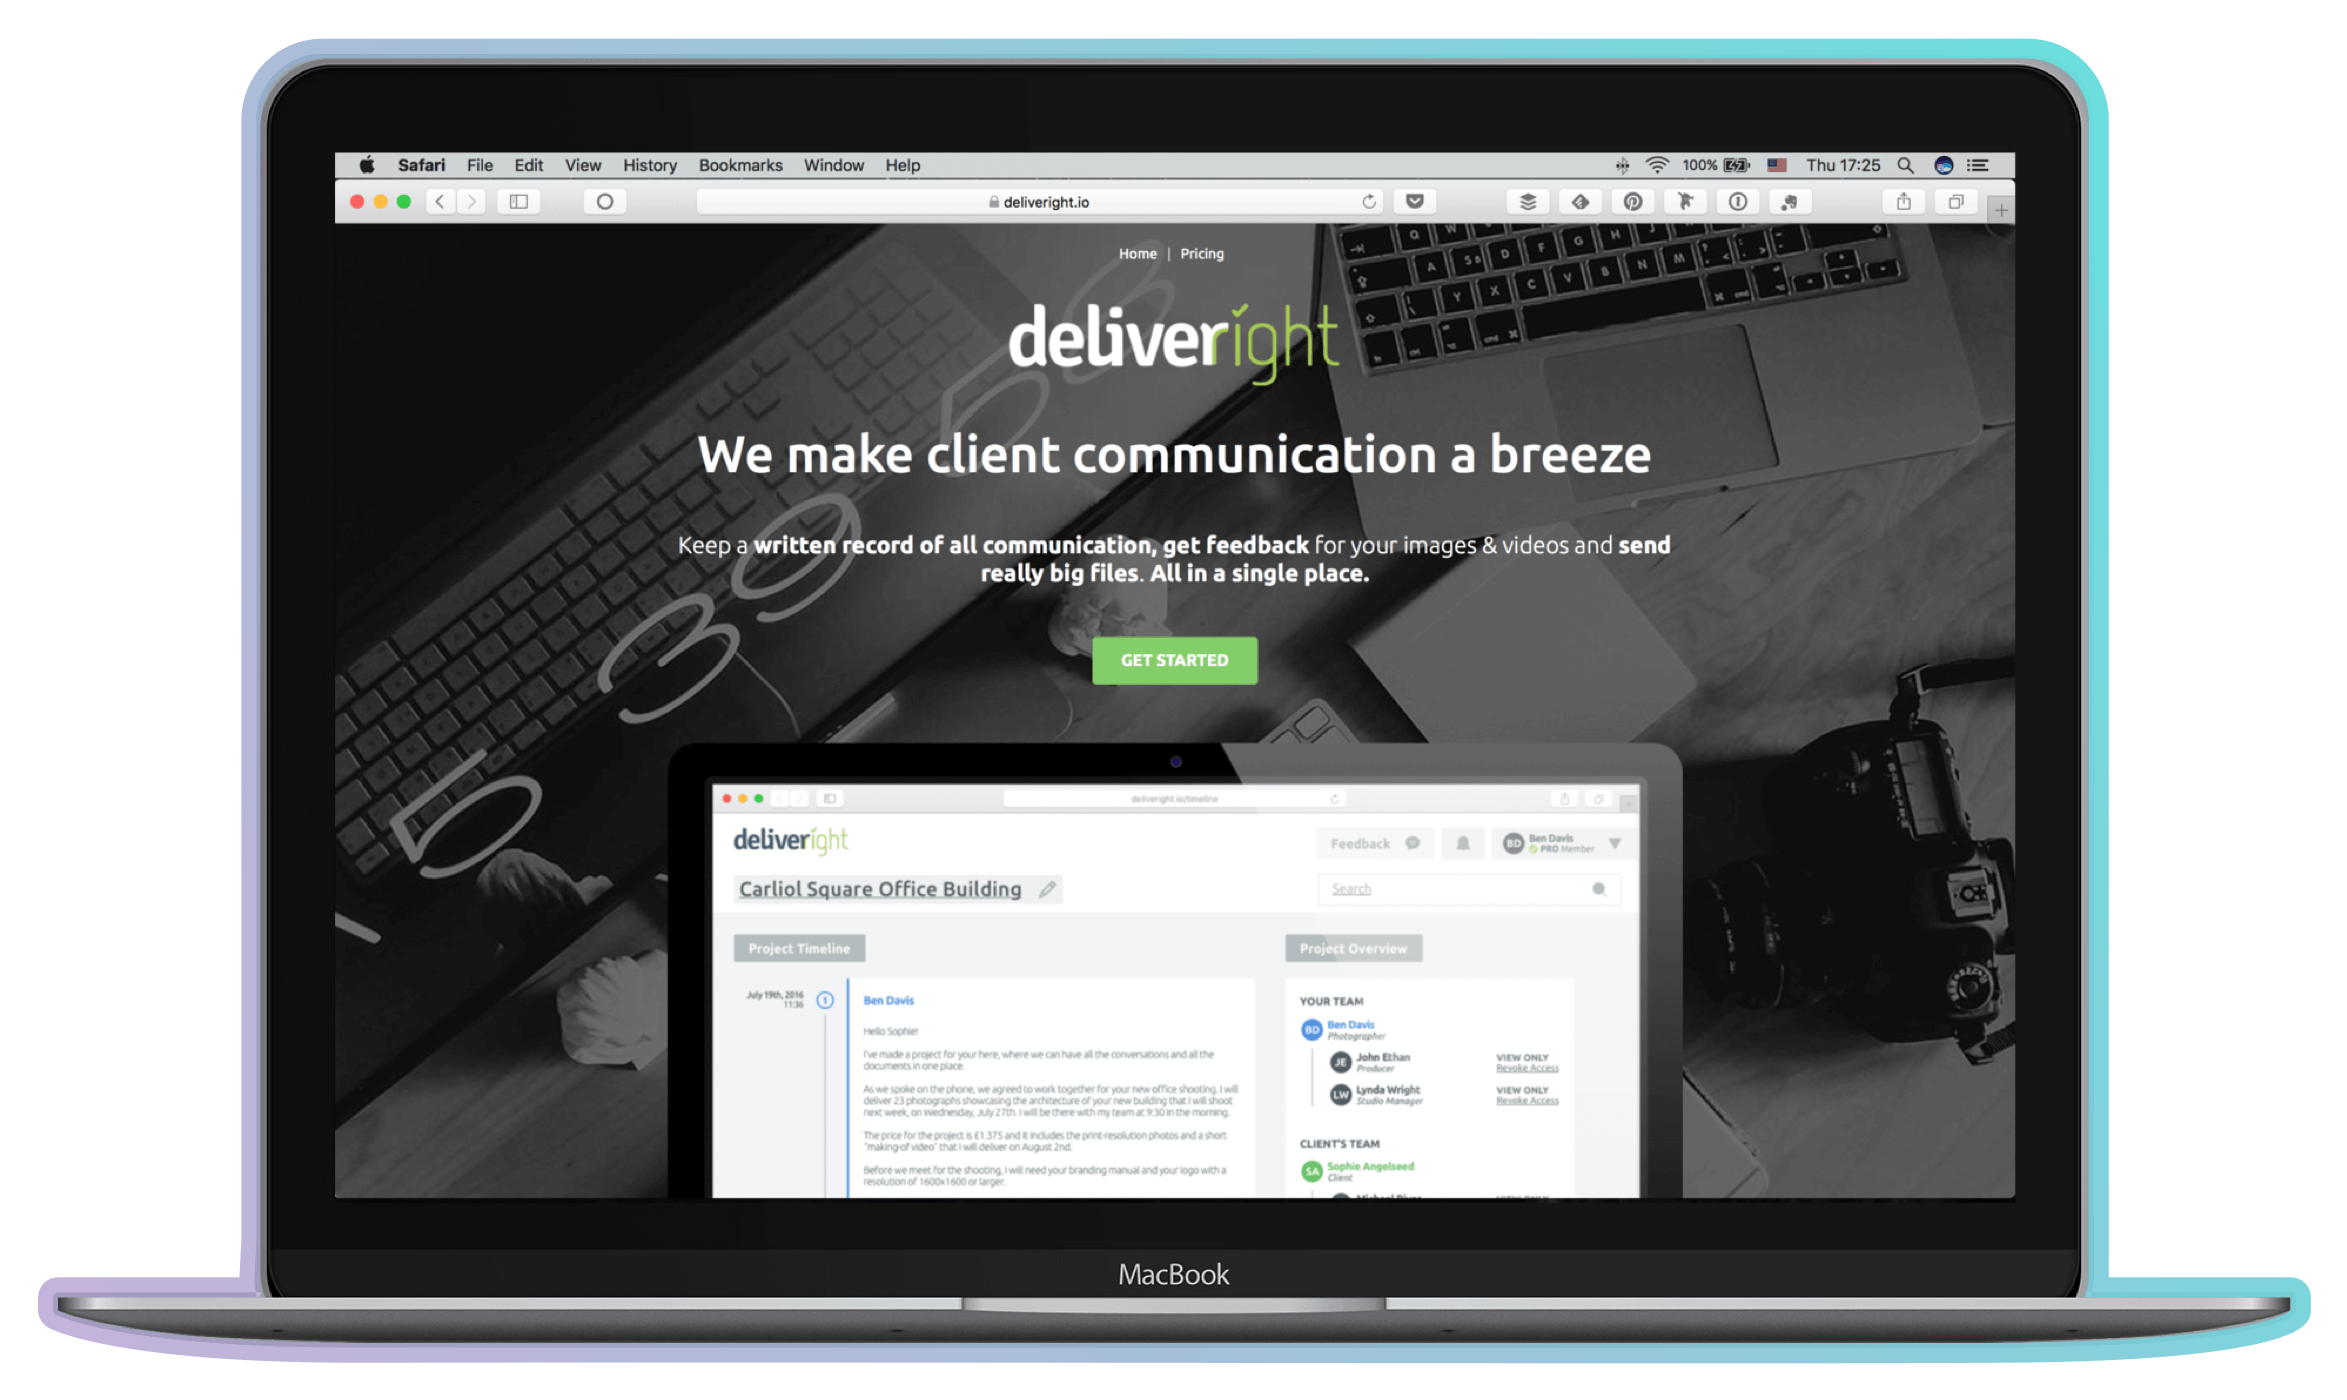 Safari File Edit View History Bookmarks Window Help 100% Thu 17:25
deliveright.io
Home | Pricing
deliveright
We make client communication a breeze
Keep a written record of all communication, get feedback for your images & videos and send
really big files. All in a single place.
GET STARTED
deliveright.io/timeline
deliveright
Feedback
BD Ben Davis
PRO Member
Carliol Square Office Building
Search
Project Timeline
Project Overview
July 19th, 2016
11:36
1
Ben Davis
Hello Sophie!
I've made a project for your here, where we can have all the conversations and all the
documents in one place.
As we spoke on the phone, we agreed to work together for your new office shooting. I will
deliver 23 photographs showcasing the architecture of your new building that I will shoot
next week, on Wednesday, July 27th. I will be there with my team at 9:30 in the morning.
The price for the project is £1.375 and it includes the print-resolution photos and a short
"making-of video" that I will deliver on August 2nd.
Before we meet for the shooting, I will need your branding manual and your logo with a
resolution of 1600x1600 or larger.
YOUR TEAM
BD Ben Davis
Photographer
JE John Ethan VIEW ONLY
Producer Revoke Access
LW Lynda Wright VIEW ONLY
Studio Manager Revoke Access
CLIENT'S TEAM
SA Sophie Angelseed
Client
MacBook